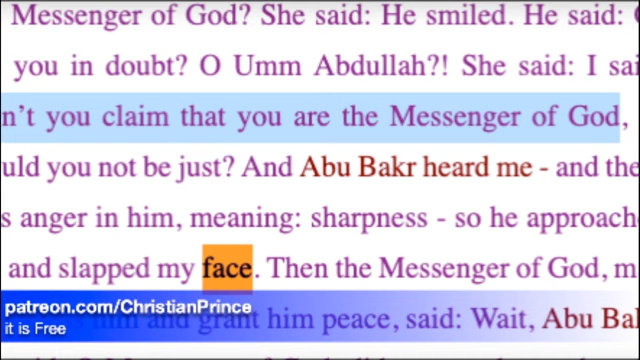 Messenger of God? She said: He smiled. He said:
you in doubt? O Umm Abdullah?! She said: I sai
n't you claim that you are the Messenger of God,
uld you not be just? And Abu Bakr heard me - and the
s anger in him, meaning: sharpness - so he approach
and slapped my face. Then the Messenger of God, m
patreon.com/ChristianPrince
him and grant him peace, said: Wait, Abu Ba
it is Free